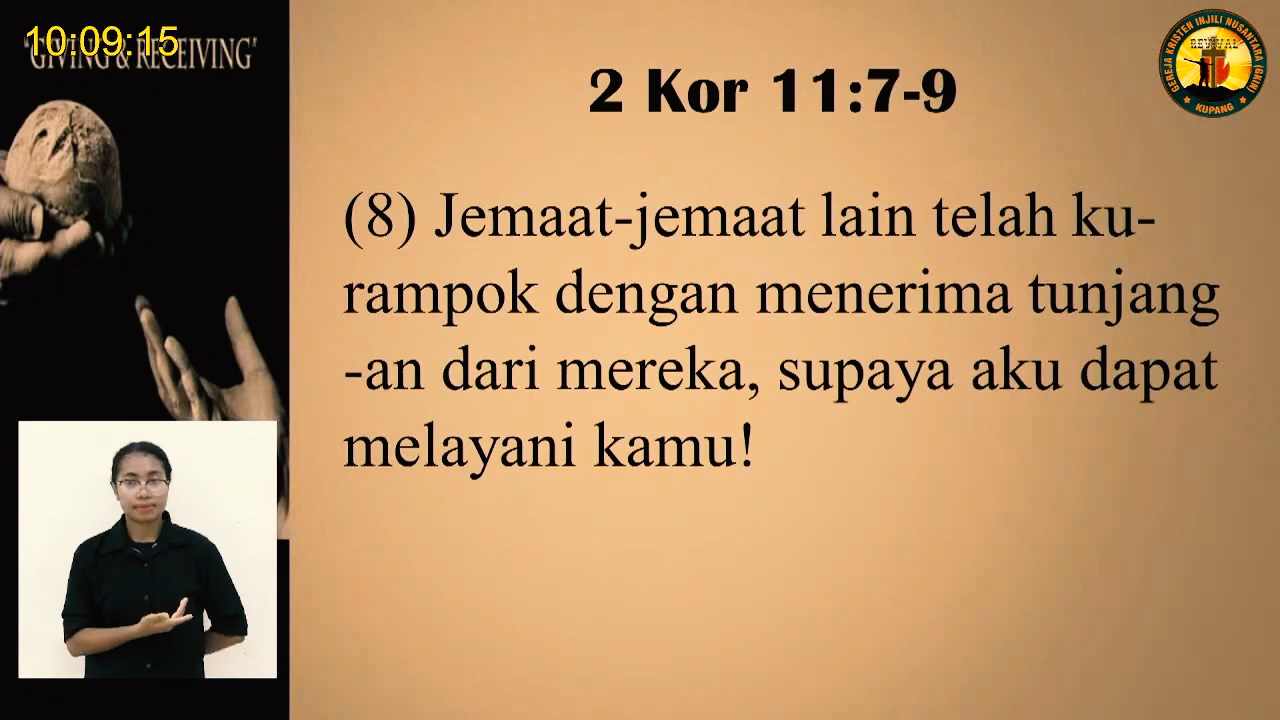 10:09:15
'GIVING & RECEIVING'
GEREJA KRISTEN INJILI NUSANTARA (GKIN)
REVIVAL
KUPANG
2 Kor 11:7-9
(8) Jemaat-jemaat lain telah ku-
rampok dengan menerima tunjang
-an dari mereka, supaya aku dapat
melayani kamu!